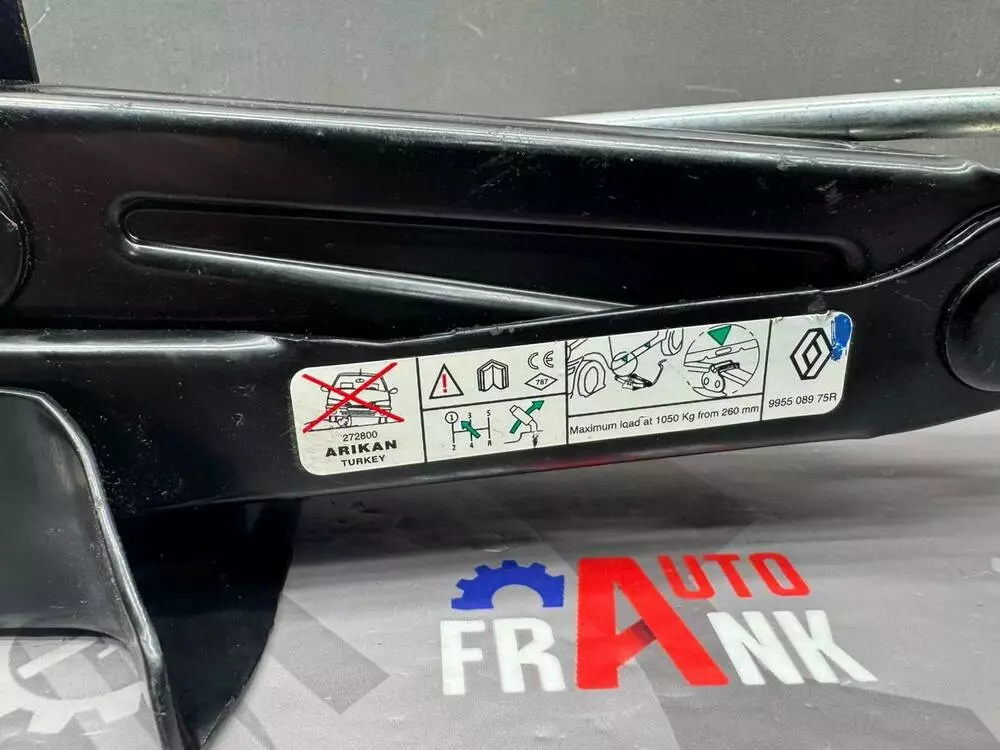 272800
ARIKAN
TURKEY
CE
787
1 3 5
2 4 R
Maximum load at 1050 Kg from 260 mm
9955 089 75R
AUTO
FRANK